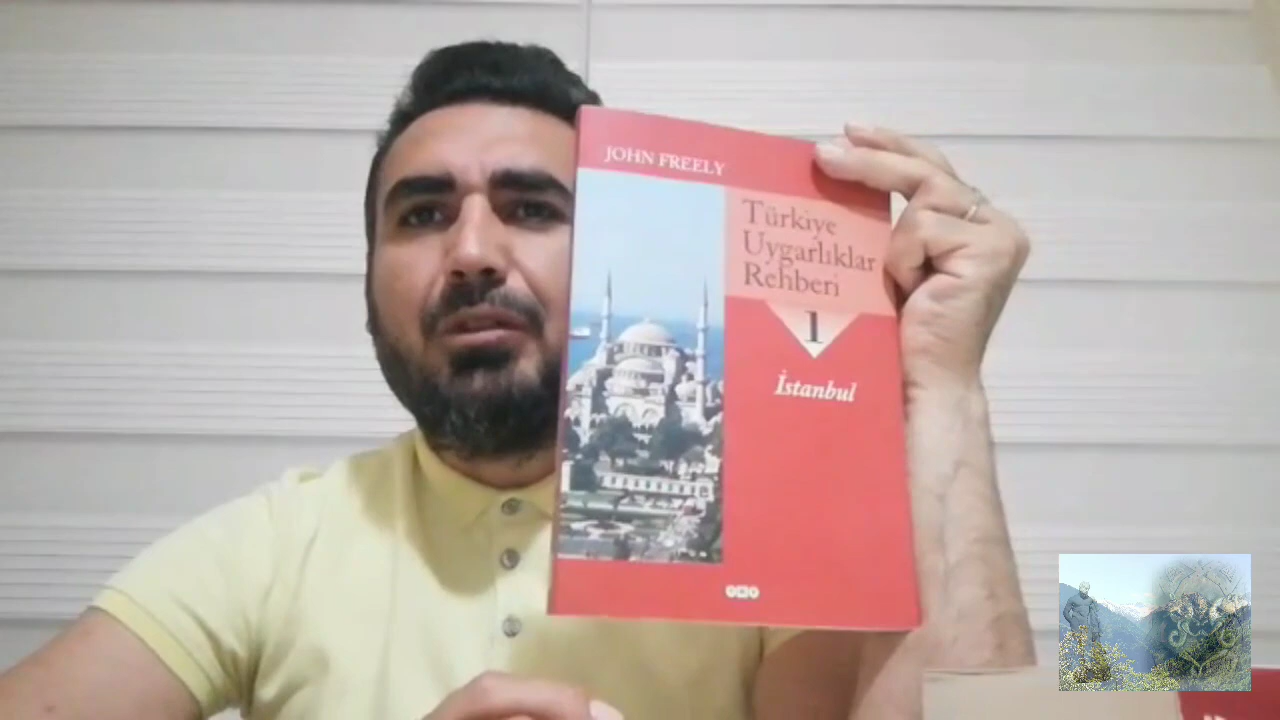 JOHN FREELY
Türkiye
Uygarlıklar
Rehberi
1
İstanbul